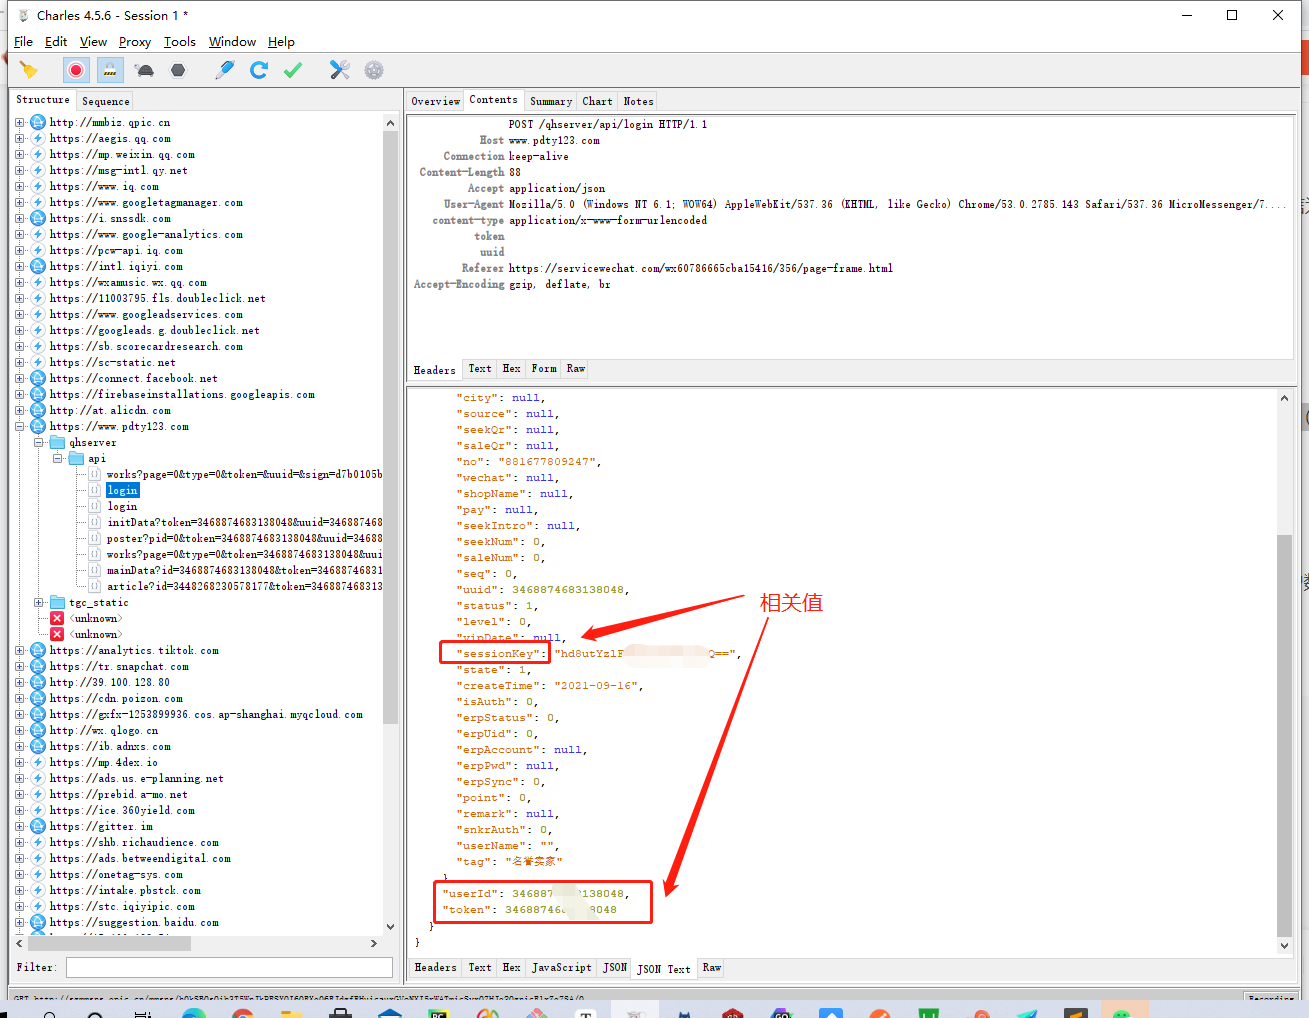 Charles 4.5.6 - Session 1 *
File Edit View Proxy Tools Window Help
Structure Sequence
http://mmbiz.qpic.cn
https://aegis.qq.com
https://mp.weixin.qq.com
https://msg-intl.qy.net
https://www.iq.com
https://www.googletagmanager.com
https://i.snssdk.com
https://www.google-analytics.com
https://pcw-api.iq.com
https://intl.iqiyi.com
https://wxamusic.wx.qq.com
https://11003795.fls.doubleclick.net
https://www.googleadservices.com
https://googleads.g.doubleclick.net
https://sb.scorecardresearch.com
https://sc-static.net
https://connect.facebook.net
https://firebaseinstallations.googleapis.com
http://at.alicdn.com
https://www.pdty123.com
qhserver
api
works?page=0&type=0&token=&uuid=&sign=d7b0105b
login
login
initData?token=3468874683138048&uuid=34688746​8
poster?pid=0&token=3468874683138048&uuid=3468
works?page=0&type=0&token=3468874683138048&uui
mainData?id=3468874683138048&token=34688746831
article?id=3448268230578177&token=346887468313
tgc_static
<unknown>
<unknown>
https://analytics.tiktok.com
https://tr.snapchat.com
http://39.100.128.80
https://cdn.poizon.com
https://gxfx-1253899936.cos.ap-shanghai.myqcloud.com
http://wx.qlogo.cn
https://ib.adnxs.com
https://mp.4dex.io
https://ads.us.e-planning.net
https://prebid.a-mo.net
https://ice.360yield.com
https://gitter.im
https://shb.richaudience.com
https://ads.betweendigital.com
https://onetag-sys.com
https://intake.pbstck.com
https://stc.iqiyipic.com
https://suggestion.baidu.com
Filter:
Overview Contents Summary Chart Notes
POST /qhserver/api/login HTTP/1.1
Host www.pdty123.com
Connection keep-alive
Content-Length 88
Accept application/json
User-Agent Mozilla/5.0 (Windows NT 6.1; WOW64) AppleWebKit/537.36 (KHTML, like Gecko) Chrome/53.0.2785.143 Safari/537.36 MicroMessenger/7....
content-type application/x-www-form-urlencoded
token
uuid
Referer https://servicewechat.com/wx60786665cba15416/356/page-frame.html
Accept-Encoding gzip, deflate, br
Headers Text Hex Form Raw
"city": null,
"source": null,
"seekQr": null,
"saleQr": null,
"no": "881677809247",
"wechat": null,
"shopName": null,
"pay": null,
"seekIntro": null,
"seekNum": 0,
"saleNum": 0,
"seq": 0,
"uuid": 3468874683138048,
"status": 1,
"level": 0,
"vipDate": null,
"sessionKey": "hd8utYzlF Q==",
"state": 1,
"createTime": "2021-09-16",
"isAuth": 0,
"erpStatus": 0,
"erpUid": 0,
"erpAccount": null,
"erpPwd": null,
"erpSync": 0,
"point": 0,
"remark": null,
"snkrAuth": 0,
"userName": "",
"tag": "名誉卖家"
}
"userId": 346887 138048,
"token": 34688746 8048
}
}
相关值
Headers Text Hex JavaScript JSON JSON Text Raw